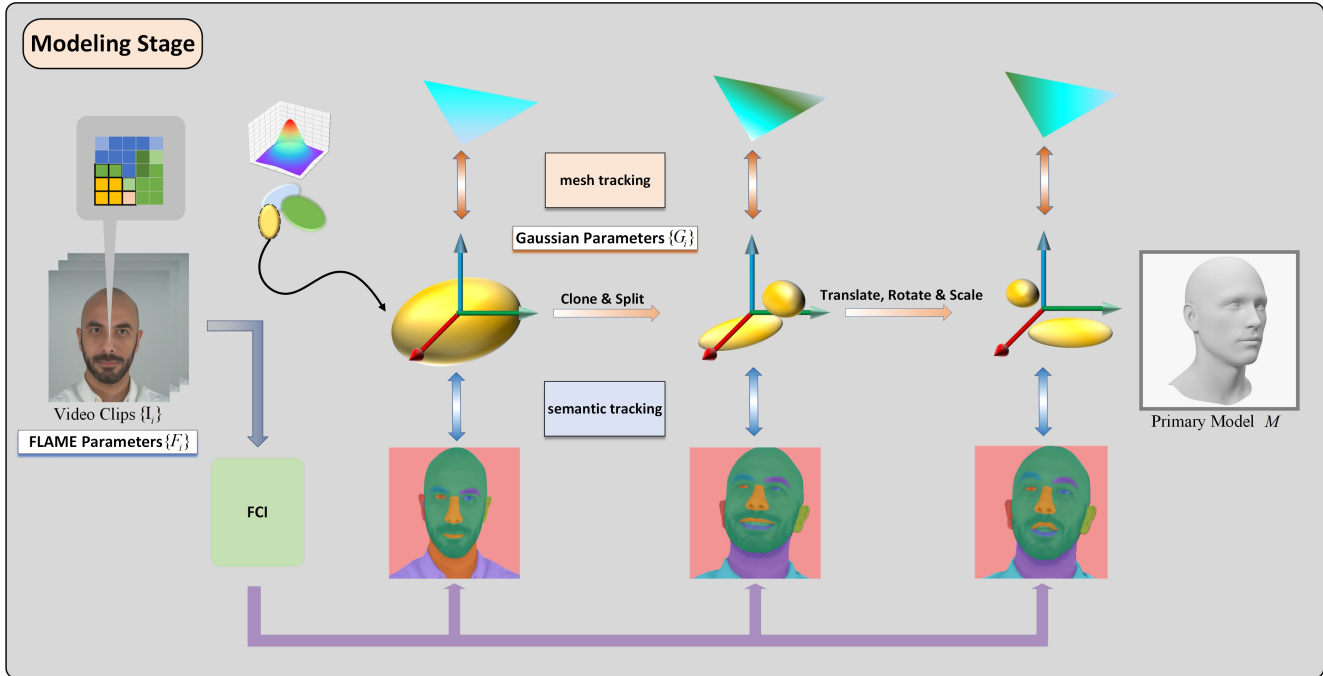 Modeling Stage
mesh tracking
Gaussian Parameters {G_i}
Clone & Split
Translate, Rotate & Scale
Video Clips {I_i}
FLAME Parameters {F_i}
semantic tracking
Primary Model M
FCI